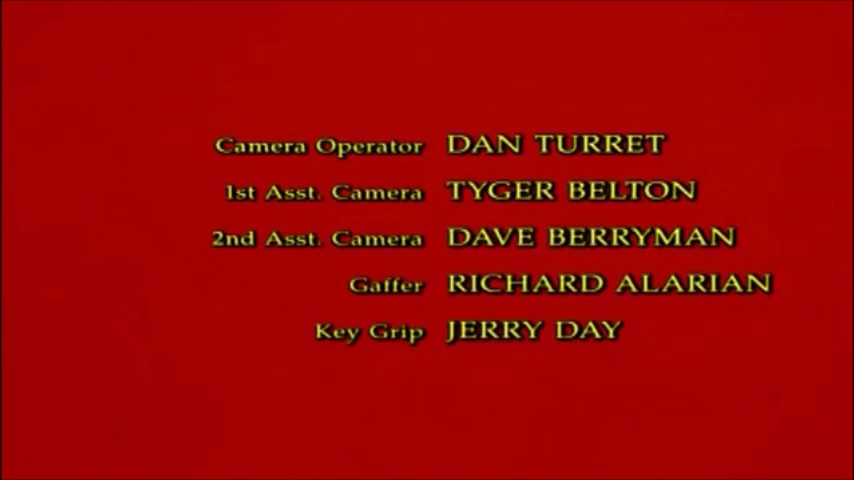 Camera Operator DAN TURRET
1st Asst. Camera TYGER BELTON
2nd Asst. Camera DAVE BERRYMAN
Gaffer RICHARD ALARIAN
Key Grip JERRY DAY